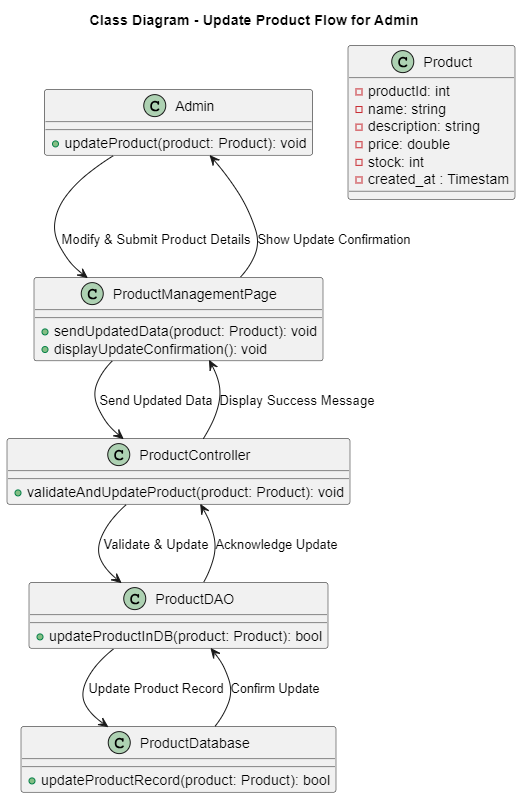 Class Diagram - Update Product Flow for Admin
C Product
productId: int
name: string
description: string
price: double
stock: int
created_at : Timestam
C Admin
updateProduct(product: Product): void
Modify & Submit Product Details
Show Update Confirmation
C ProductManagementPage
sendUpdatedData(product: Product): void
displayUpdateConfirmation(): void
Send Updated Data
Display Success Message
C ProductController
validateAndUpdateProduct(product: Product): void
Validate & Update
Acknowledge Update
C ProductDAO
updateProductInDB(product: Product): bool
Update Product Record
Confirm Update
C ProductDatabase
updateProductRecord(product: Product): bool